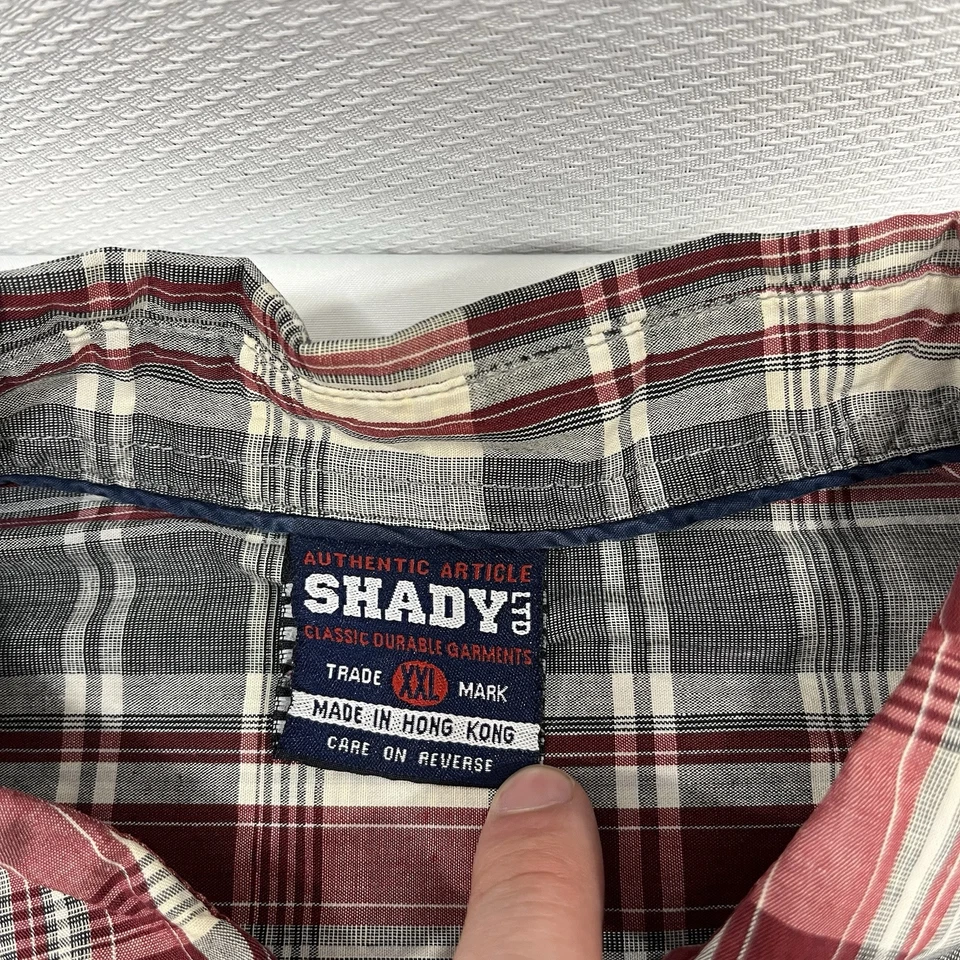 AUTHENTIC ARTICLE
SHADY LTD
CLASSIC DURABLE GARMENTS
TRADE XXL MARK
MADE IN HONG KONG
CARE ON REVERSE